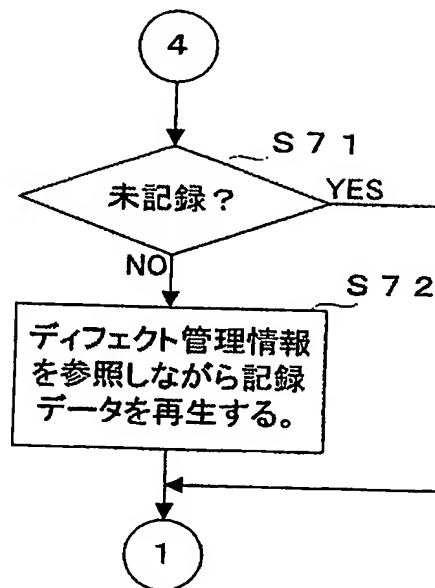 4
S71
未記録？
YES
NO
S72
ディフェクト管理情報
を参照しながら記録
データを再生する。
1